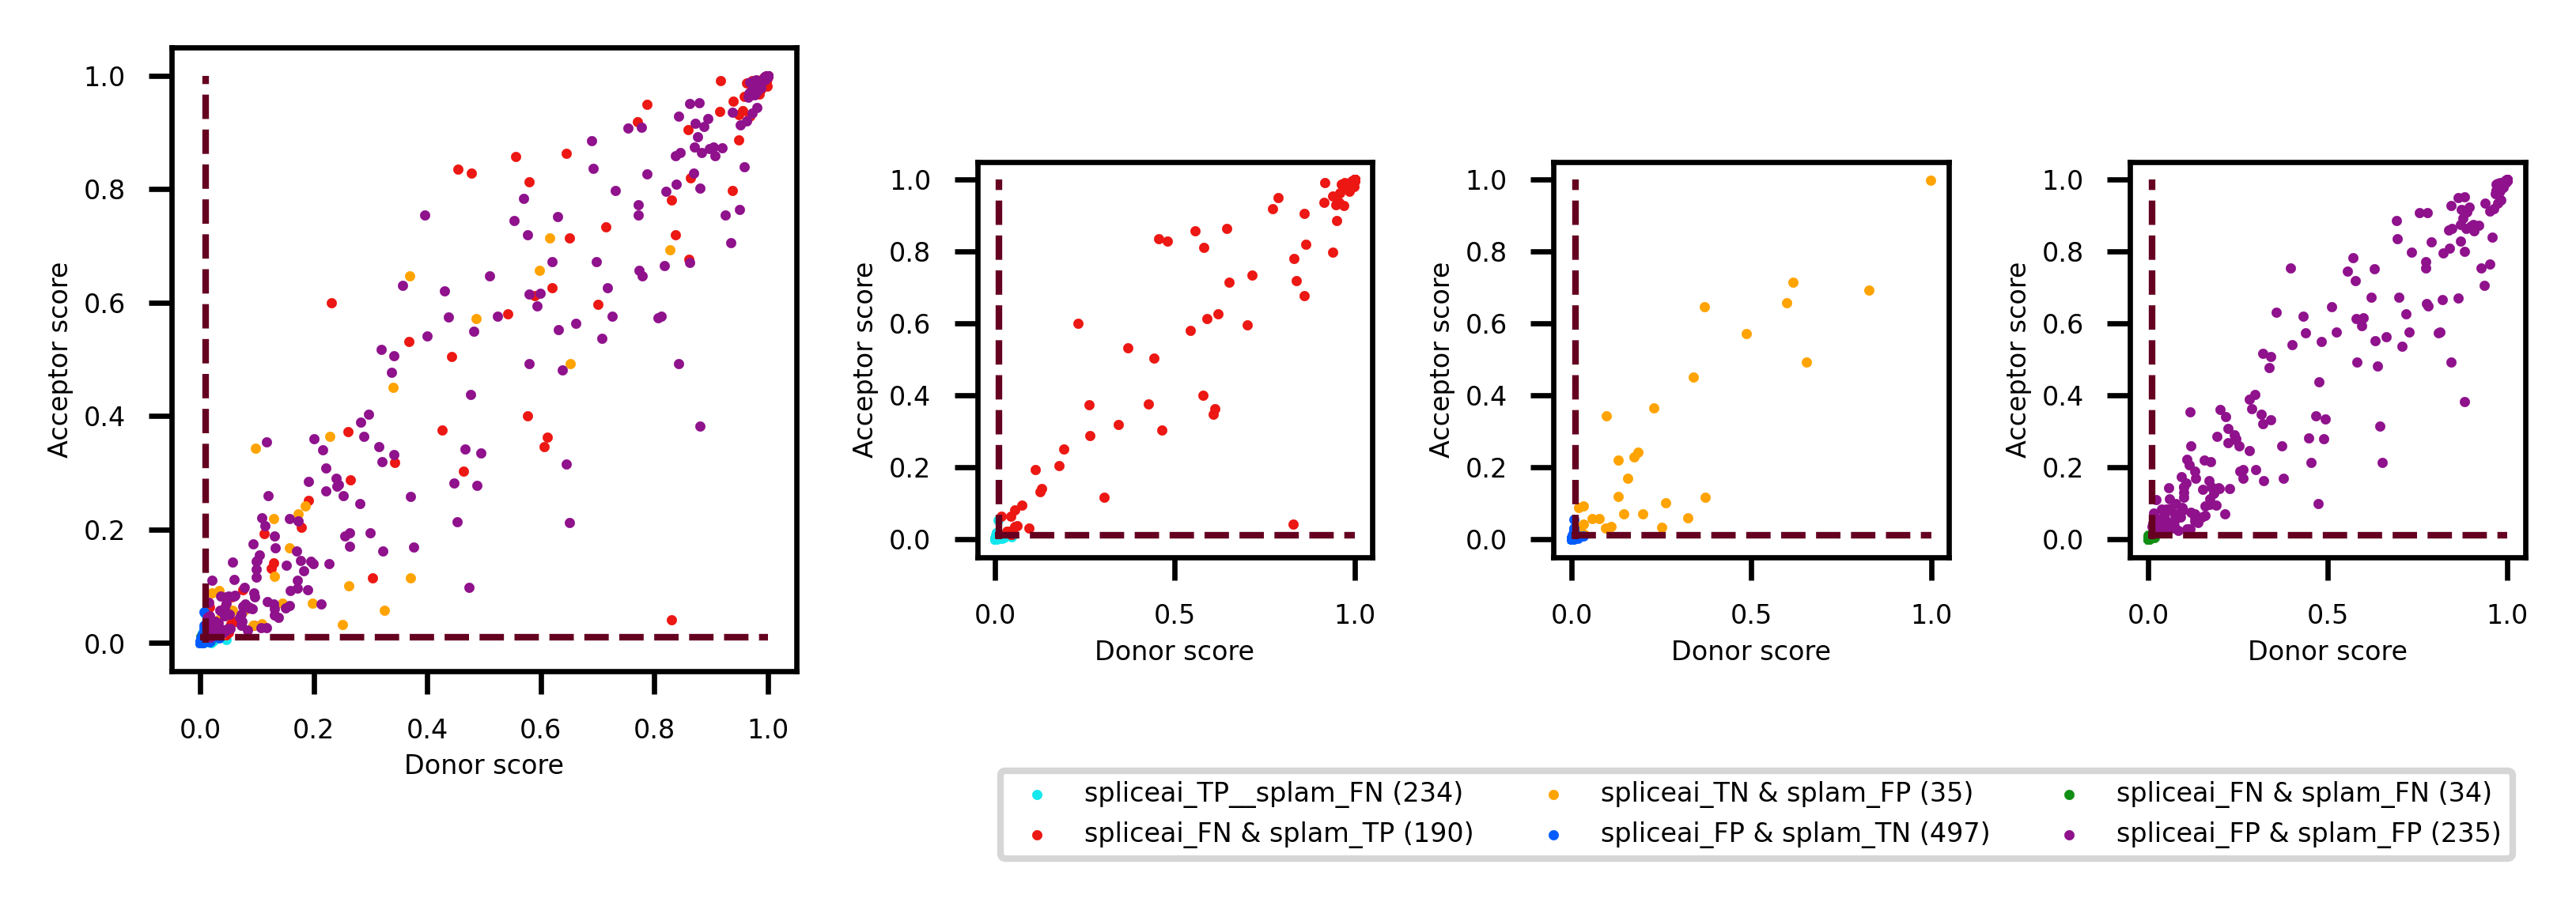 1.0
0.8
0.6
0.4
0.2
0.0
Acceptor score
0.0 0.2 0.4 0.6 0.8 1.0
Donor score
1.0
0.8
0.6
0.4
0.2
0.0
Acceptor score
0.0 0.5 1.0
Donor score
1.0
0.8
0.6
0.4
0.2
0.0
Acceptor score
0.0 0.5 1.0
Donor score
1.0
0.8
0.6
0.4
0.2
0.0
Acceptor score
0.0 0.5 1.0
Donor score
spliceai_TP__splam_FN (234)
spliceai_FN & splam_TP (190)
spliceai_TN & splam_FP (35)
spliceai_FP & splam_TN (497)
spliceai_FN & splam_FN (34)
spliceai_FP & splam_FP (235)